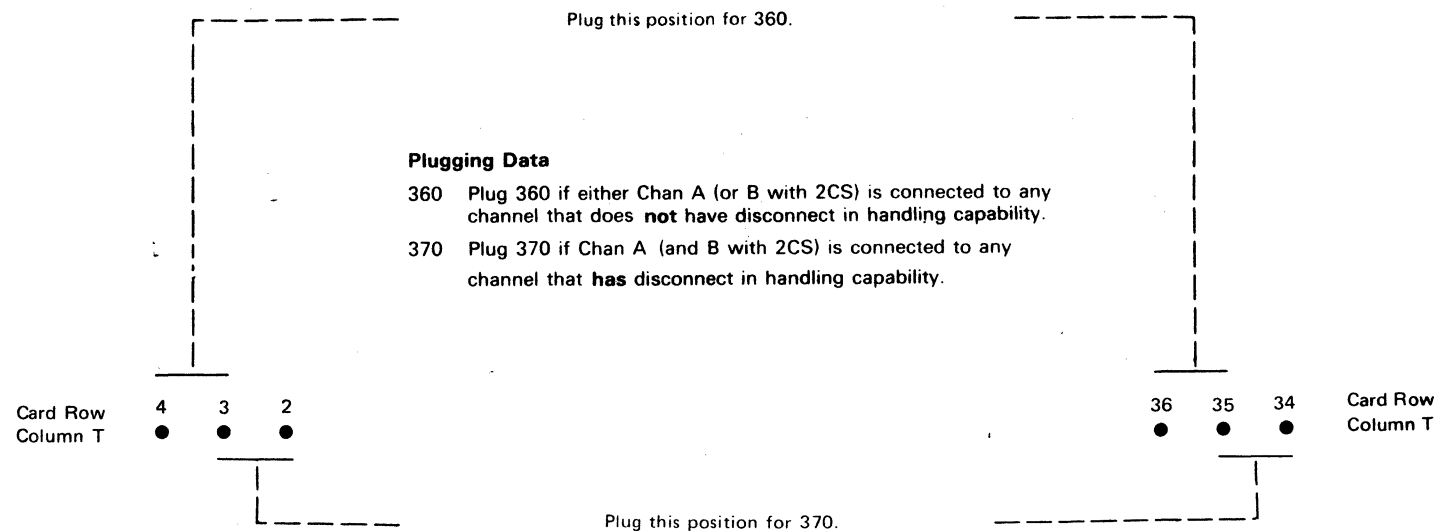 Plug this position for 360.
Plugging Data
360 Plug 360 if either Chan A (or B with 2CS) is connected to any
channel that does not have disconnect in handling capability.
370 Plug 370 if Chan A (and B with 2CS) is connected to any
channel that has disconnect in handling capability.
Card Row 4 3 2
Column T
36 35 34 Card Row
Column T
Plug this position for 370.